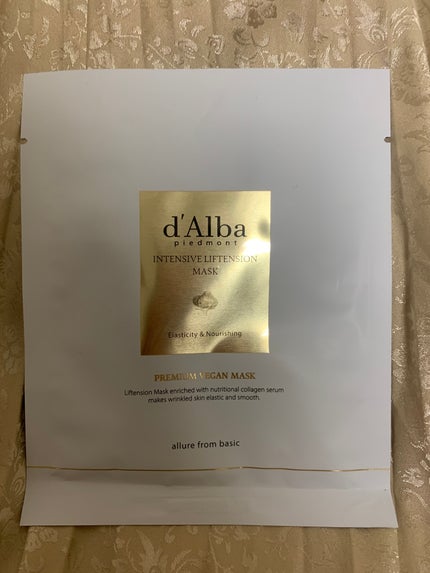 d'Alba
piedmont
INTENSIVE LIFTENSION
MASK
Elasticity & Nourishing
PREMIUM VEGAN MASK
Liftension Mask enriched with nutritional collagen serum
makes wrinkled skin elastic and smooth.
allure from basic